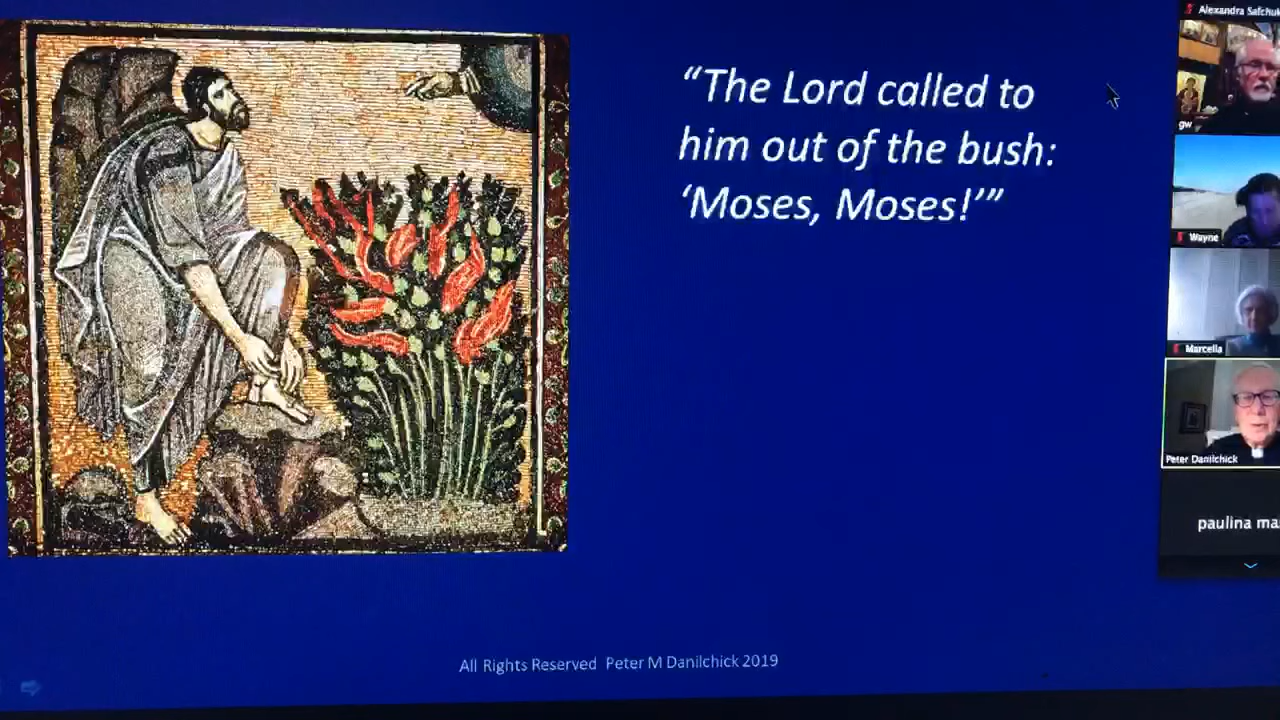 “The Lord called to
him out of the bush:
‘Moses, Moses!’”
All Rights Reserved Peter M Danilchick 2019
Alexandra Safchuk
gw
Wayne
Marcella
Peter Danilchick
paulina